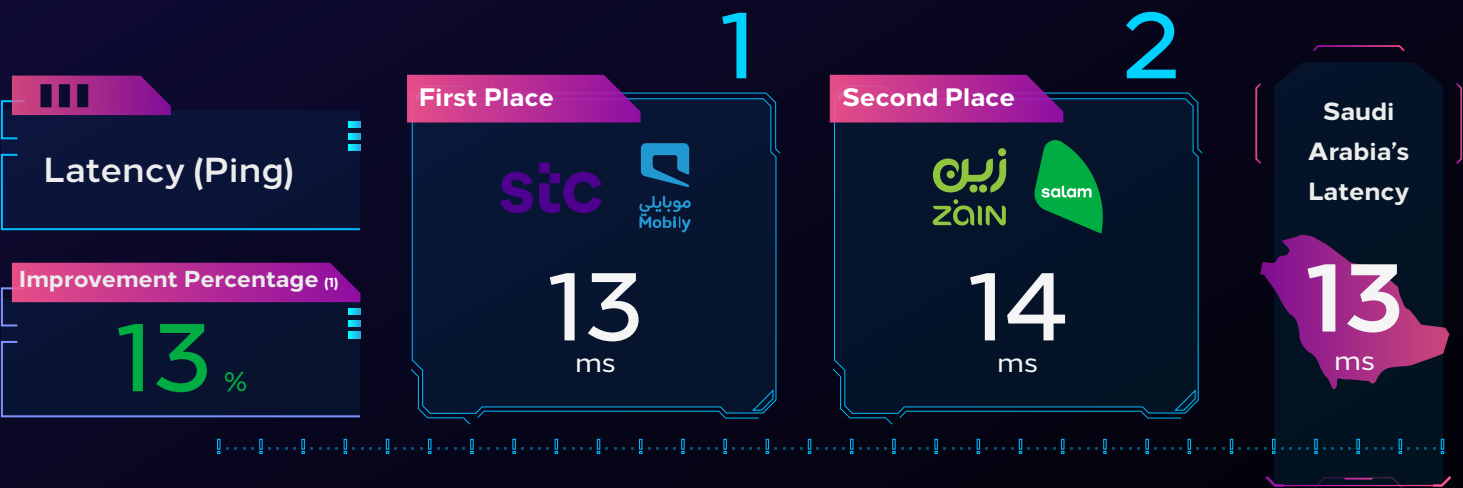 Latency (Ping)
Improvement Percentage (1)
13 %
1
First Place
stc
موبايلي
Mobily
13
ms
2
Second Place
زين
zain
salam
14
ms
Saudi
Arabia's
Latency
13
ms